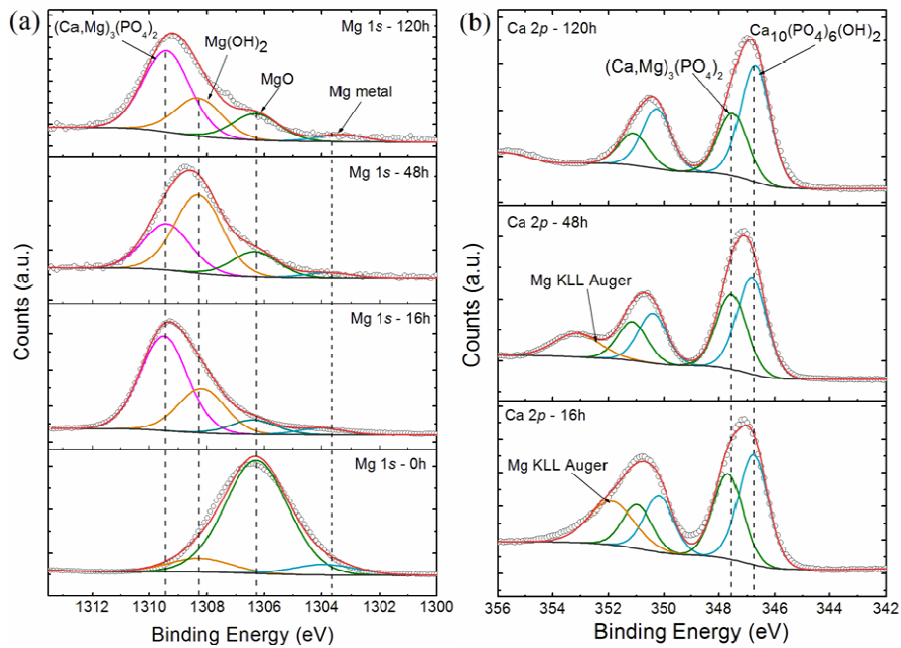 (a)
Mg 1s - 120h
(Ca,Mg)3(PO4)2
Mg(OH)2
MgO
Mg metal
Mg 1s - 48h
Mg 1s - 16h
Mg 1s - 0h
Counts (a.u.)
1312 1310 1308 1306 1304 1302 1300
Binding Energy (eV)
(b)
Ca 2p - 120h
Ca10(PO4)6(OH)2
(Ca,Mg)3(PO4)2
Ca 2p - 48h
Mg KLL Auger
Ca 2p - 16h
Mg KLL Auger
Counts (a.u.)
356 354 352 350 348 346 344 342
Binding Energy (eV)